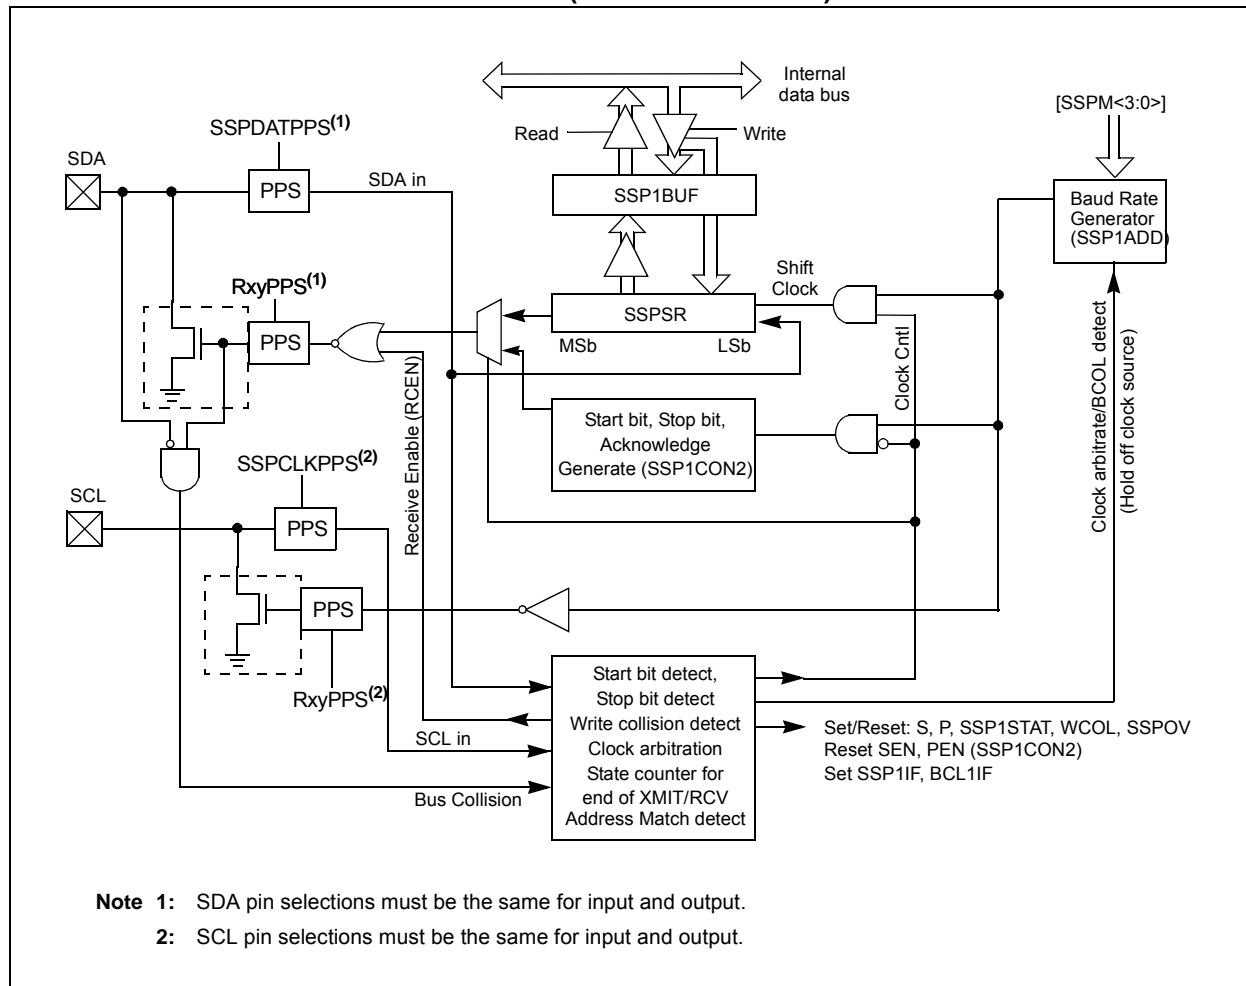 Internal
data bus
[SSPM<3:0>]
SSPDATPPS(1)
Read
Write
SDA
PPS
SDA in
SSP1BUF
Baud Rate
Generator
(SSP1ADD)
Shift
Clock
RxyPPS(1)
PPS
SSPSR
MSb
LSb
Receive Enable (RCEN)
Clock Cntl
Clock arbitrate/BCOL detect
(Hold off clock source)
Start bit, Stop bit,
Acknowledge
Generate (SSP1CON2)
SSPCLKPPS(2)
SCL
PPS
PPS
RxyPPS(2)
SCL in
Bus Collision
Start bit detect,
Stop bit detect
Write collision detect
Clock arbitration
State counter for
end of XMIT/RCV
Address Match detect
Set/Reset: S, P, SSP1STAT, WCOL, SSPOV
Reset SEN, PEN (SSP1CON2)
Set SSP1IF, BCL1IF
Note 1: SDA pin selections must be the same for input and output.
2: SCL pin selections must be the same for input and output.